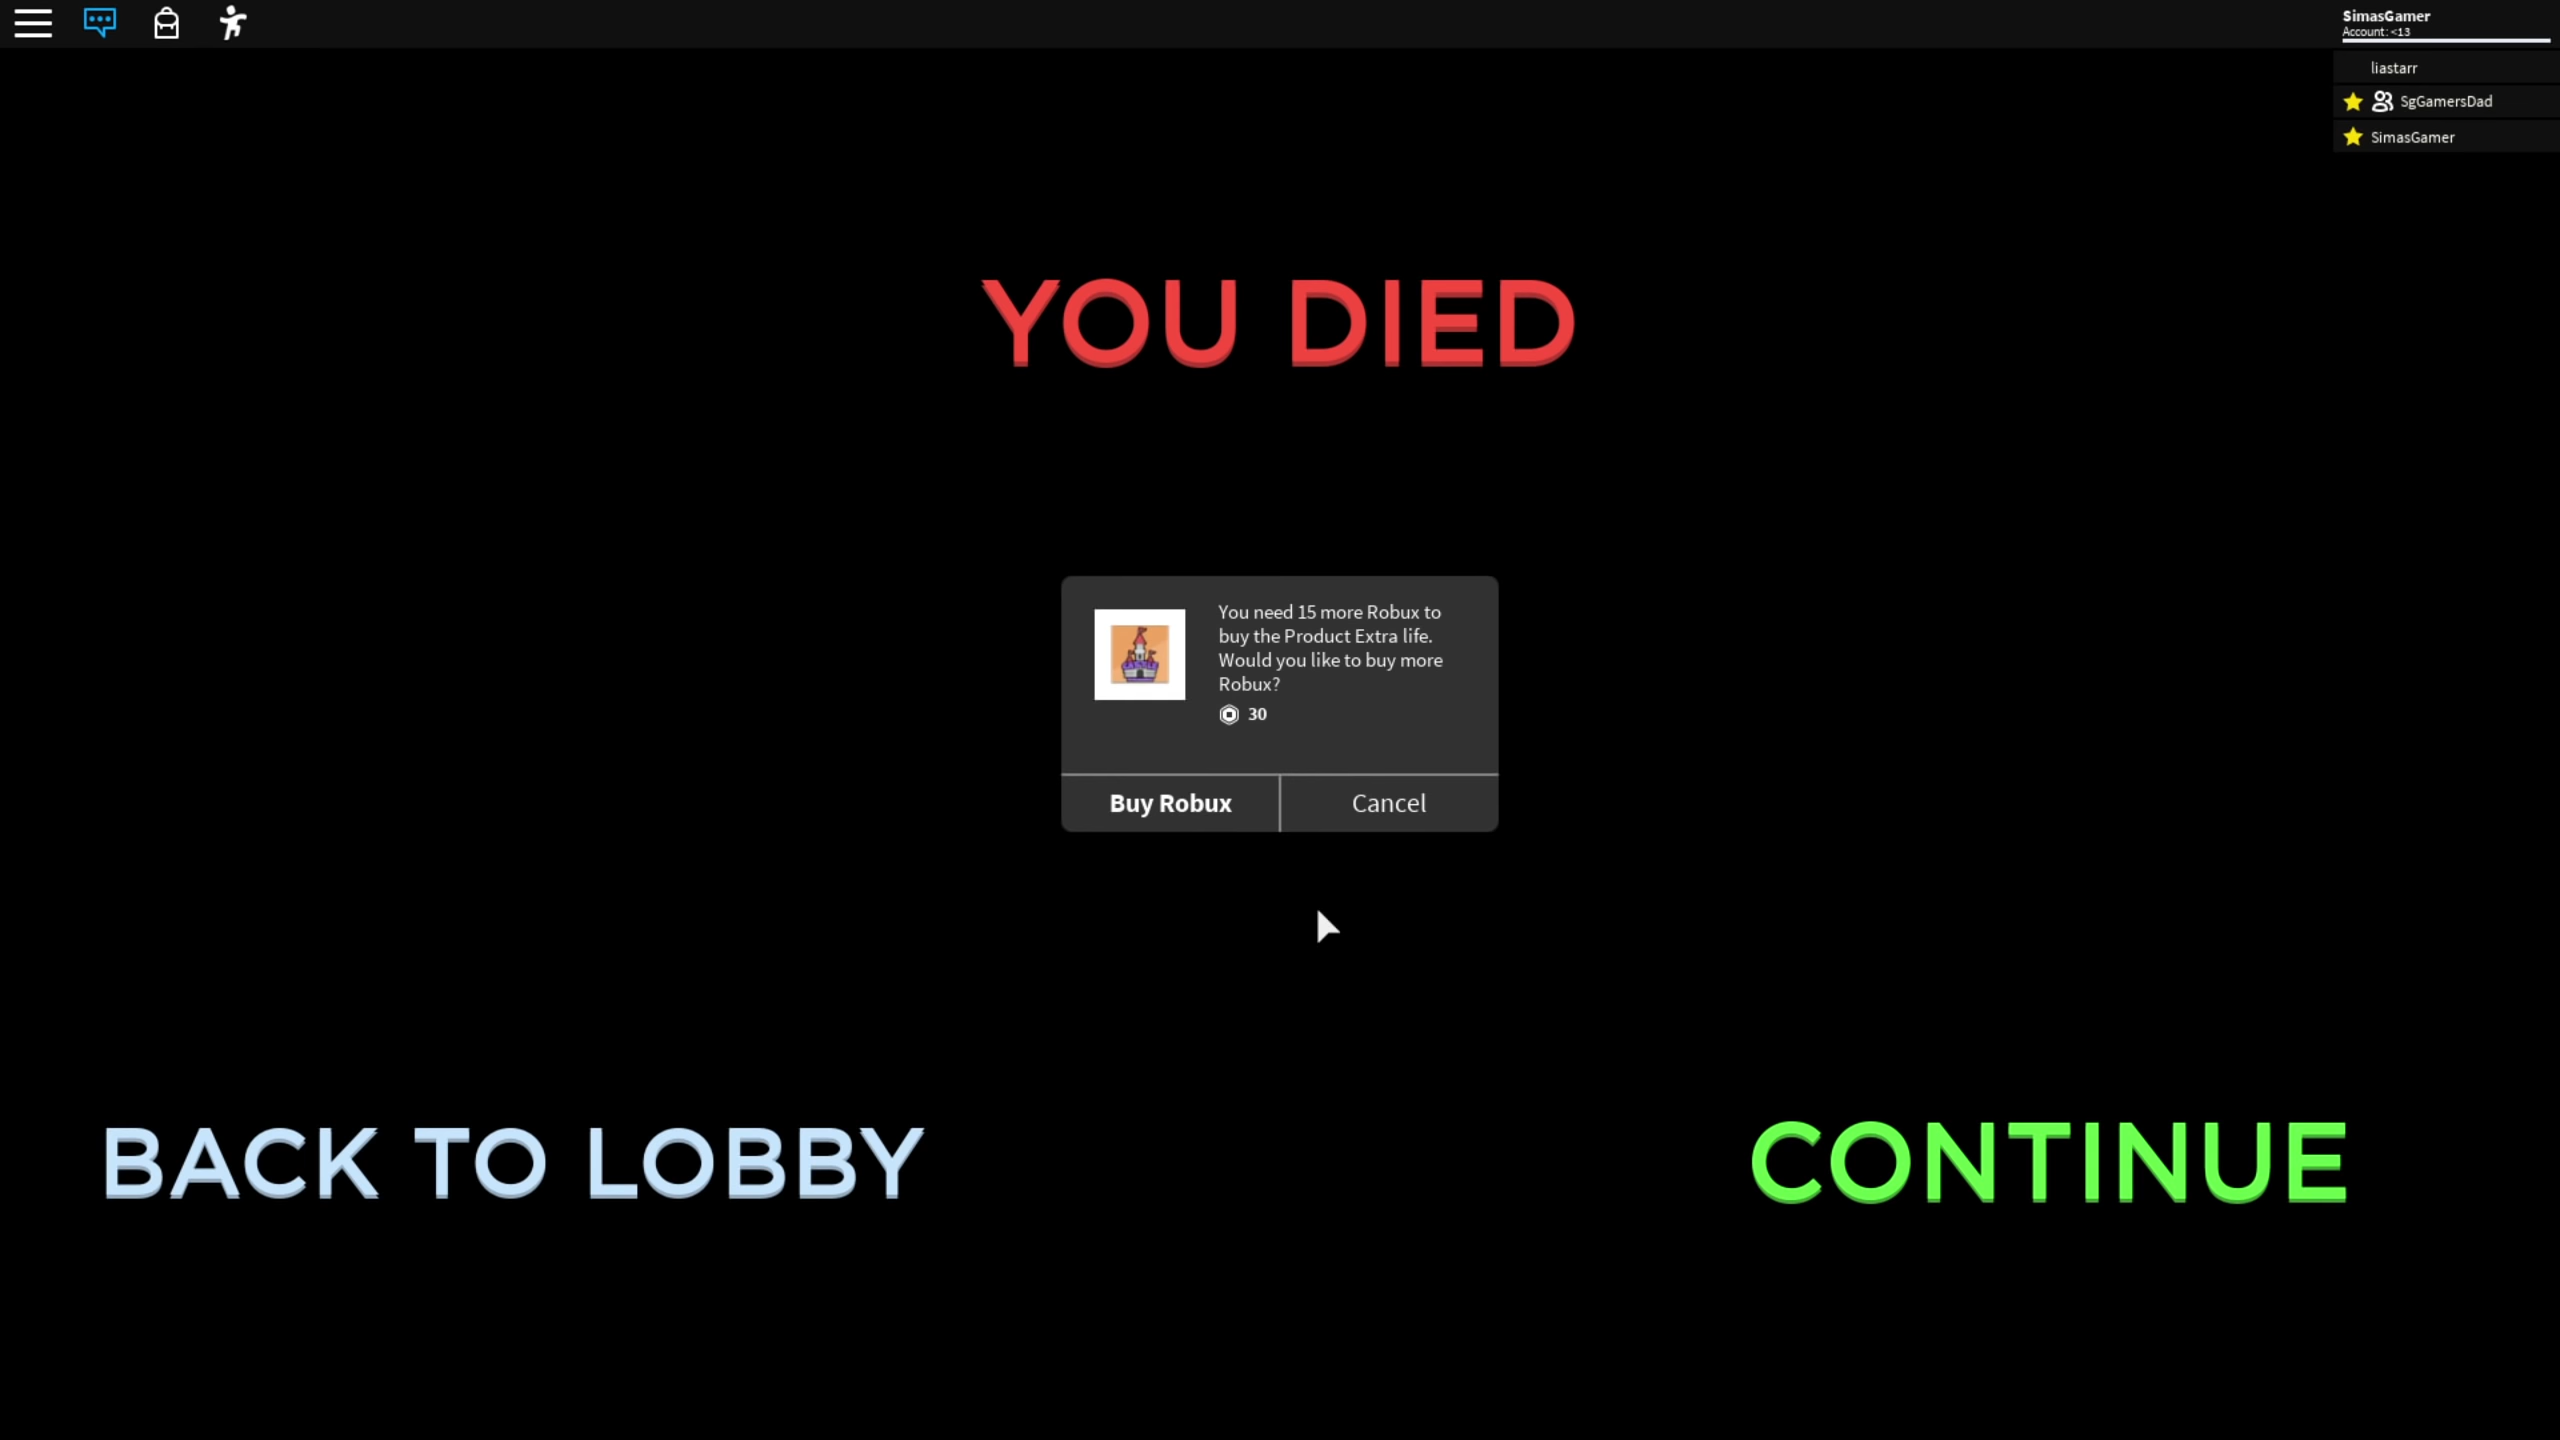 SimasGamer
Account: <13
liastarr
SgGamersDad
SimasGamer
YOU DIED
You need 15 more Robux to
buy the Product Extra life.
Would you like to buy more
Robux?
30
Buy Robux
Cancel
BACK TO LOBBY
CONTINUE